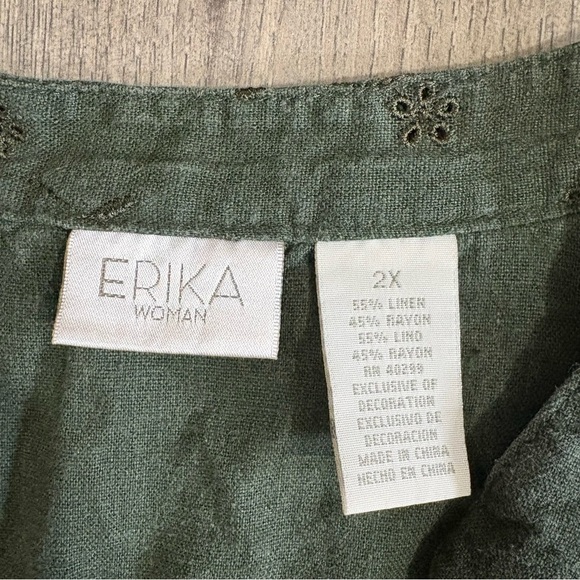 ERIKA
WOMAN
2X
55% LINEN
45% RAYON
55% LINO
45% RAYON
RN 40299
EXCLUSIVE OF
DECORATION
EXCLUSIVO DE
DECORACION
MADE IN CHINA
HECHO EN CHINA